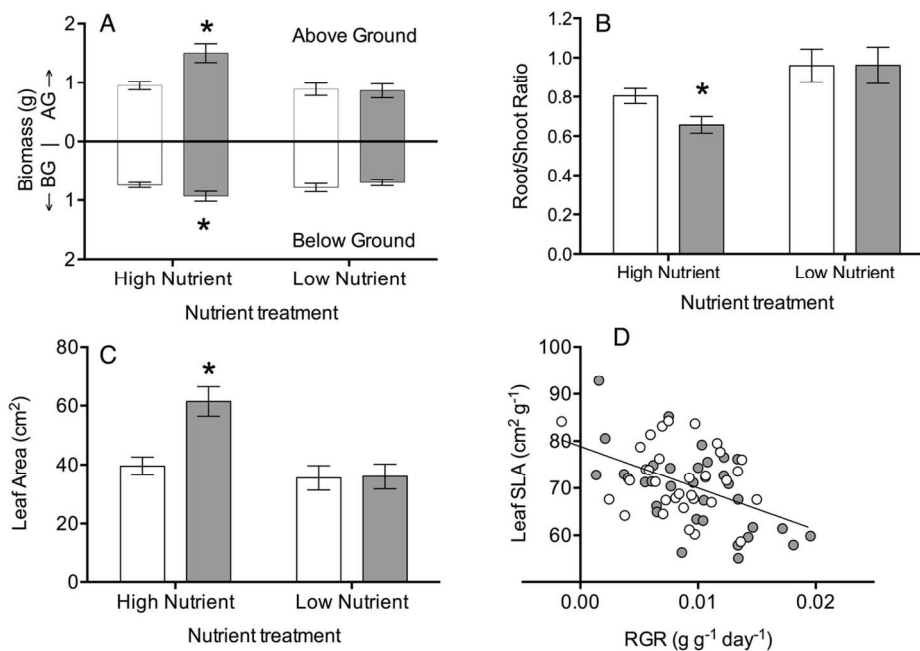 A
2
1
0
1
2
Biomass (g)
← BG | AG →
*
*
Above Ground
Below Ground
High Nutrient
Low Nutrient
Nutrient treatment
B
1.2
1.0
0.8
0.6
0.4
0.2
0.0
Root/Shoot Ratio
*
High Nutrient
Low Nutrient
Nutrient treatment
C
80
60
40
20
0
Leaf Area (cm²)
*
High Nutrient
Low Nutrient
Nutrient treatment
D
100
90
80
70
60
Leaf SLA (cm² g⁻¹)
0.00
0.01
0.02
RGR (g g⁻¹ day⁻¹)